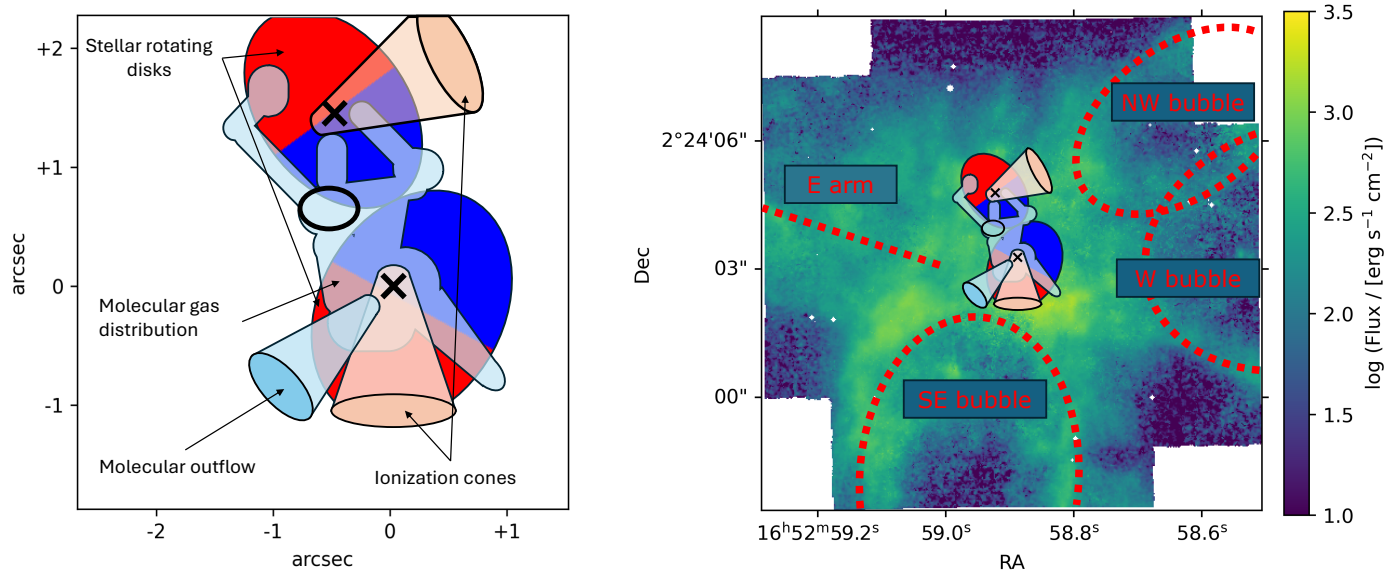 +2
+1
0
-1
arcsec
-2
-1
0
+1
arcsec
Stellar rotating
disks
Molecular gas
distribution
Molecular outflow
Ionization cones
2°24'06"
03"
00"
Dec
16ʰ52ᵐ59.2ˢ
59.0ˢ
58.8ˢ
58.6ˢ
RA
NW bubble
E arm
W bubble
SE bubble
3.5
3.0
2.5
2.0
1.5
1.0
log (Flux / [erg s⁻¹ cm⁻²])